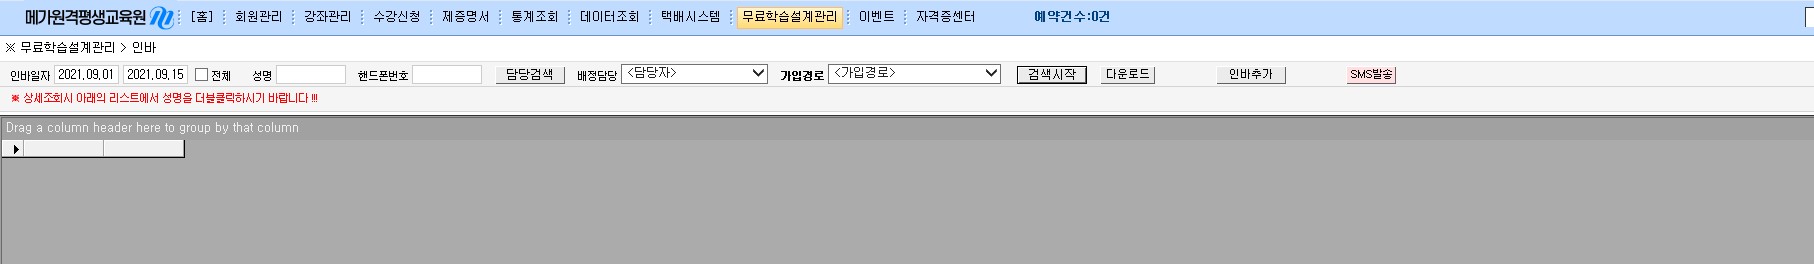 메가원격평생교육원 [홈] 회원관리 강좌관리 수강신청 제증명서 통계조회 데이터조회 택배시스템 무료학습설계관리 이벤트 자격증센터 예약건수:0건
※ 무료학습설계관리 > 인바
인바일자 2021.09.01 2021.09.15 전체 성명 핸드폰번호 담당검색 배정담당 <담당자> 가입경로 <가입경로> 검색시작 다운로드 인바추가 SMS발송
※ 상세조회시 아래의 리스트에서 성명을 더블클릭하시기 바랍니다 !!!
Drag a column header here to group by that column